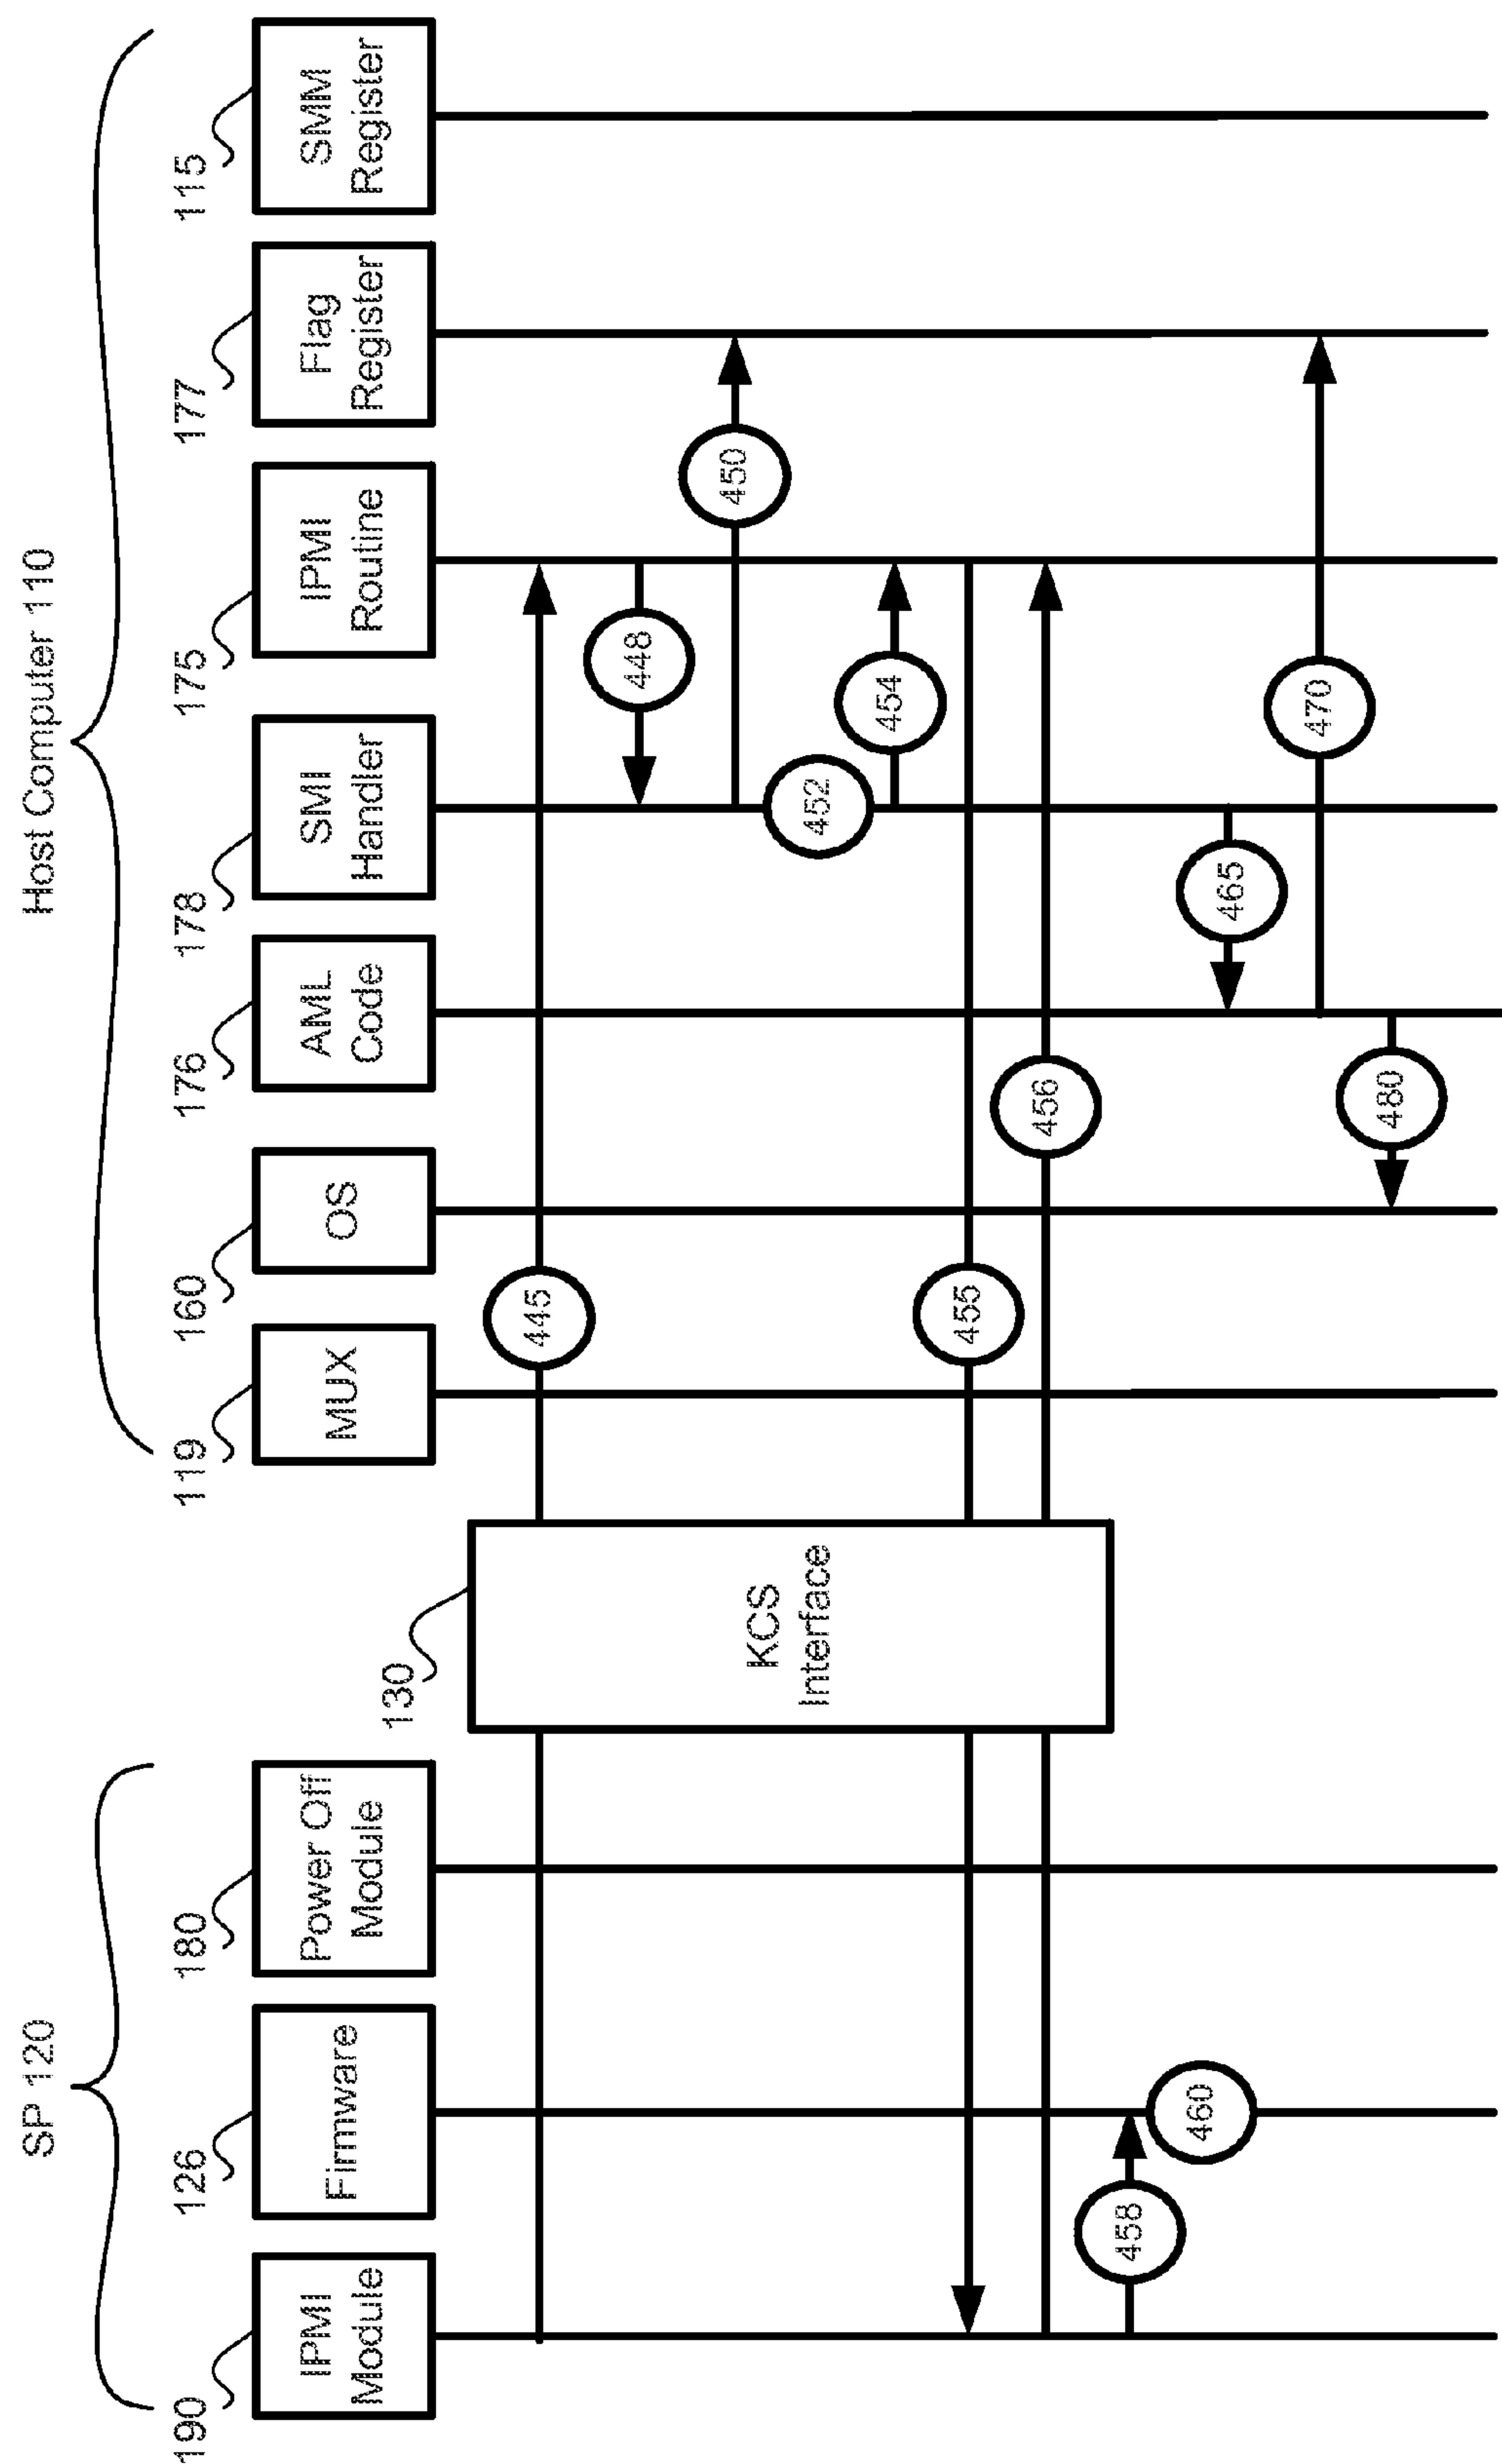 SP 120
Host Computer 110
190
126
180
119
160
176
178
175
177
115
IPMI
Module
Firmware
Power Off
Module
MUX
OS
AML
Code
SMI
Handler
IPMI
Routine
Flag
Register
SMM
Register
130
KCS
Interface
445
448
450
452
454
455
456
458
460
465
470
480